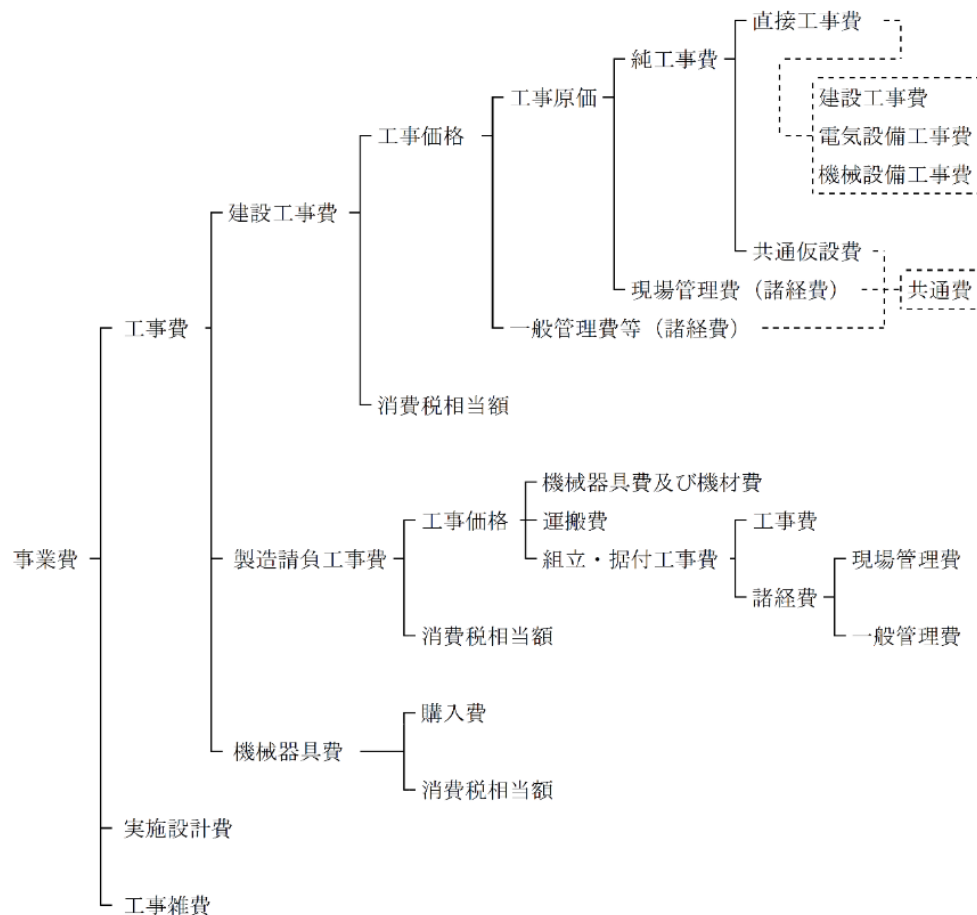 直接工事費
純工事費
工事原価
建設工事費
工事価格
電気設備工事費
機械設備工事費
建設工事費
共通仮設費
現場管理費（諸経費）
共通費
工事費
一般管理費等（諸経費）
消費税相当額
機械器具費及び機材費
工事価格
運搬費
工事費
事業費
製造請負工事費
組立・据付工事費
現場管理費
諸経費
消費税相当額
一般管理費
購入費
機械器具費
消費税相当額
実施設計費
工事雑費